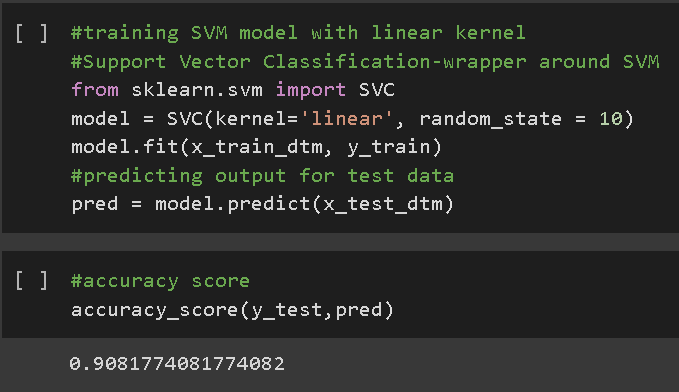 [ ] #training SVM model with linear kernel
#Support Vector Classification-wrapper around SVM
from sklearn.svm import SVC
model = SVC(kernel='linear', random_state = 10)
model.fit(x_train_dtm, y_train)
#predicting output for test data
pred = model.predict(x_test_dtm)
[ ] #accuracy score
accuracy_score(y_test,pred)
0.9081774081774082